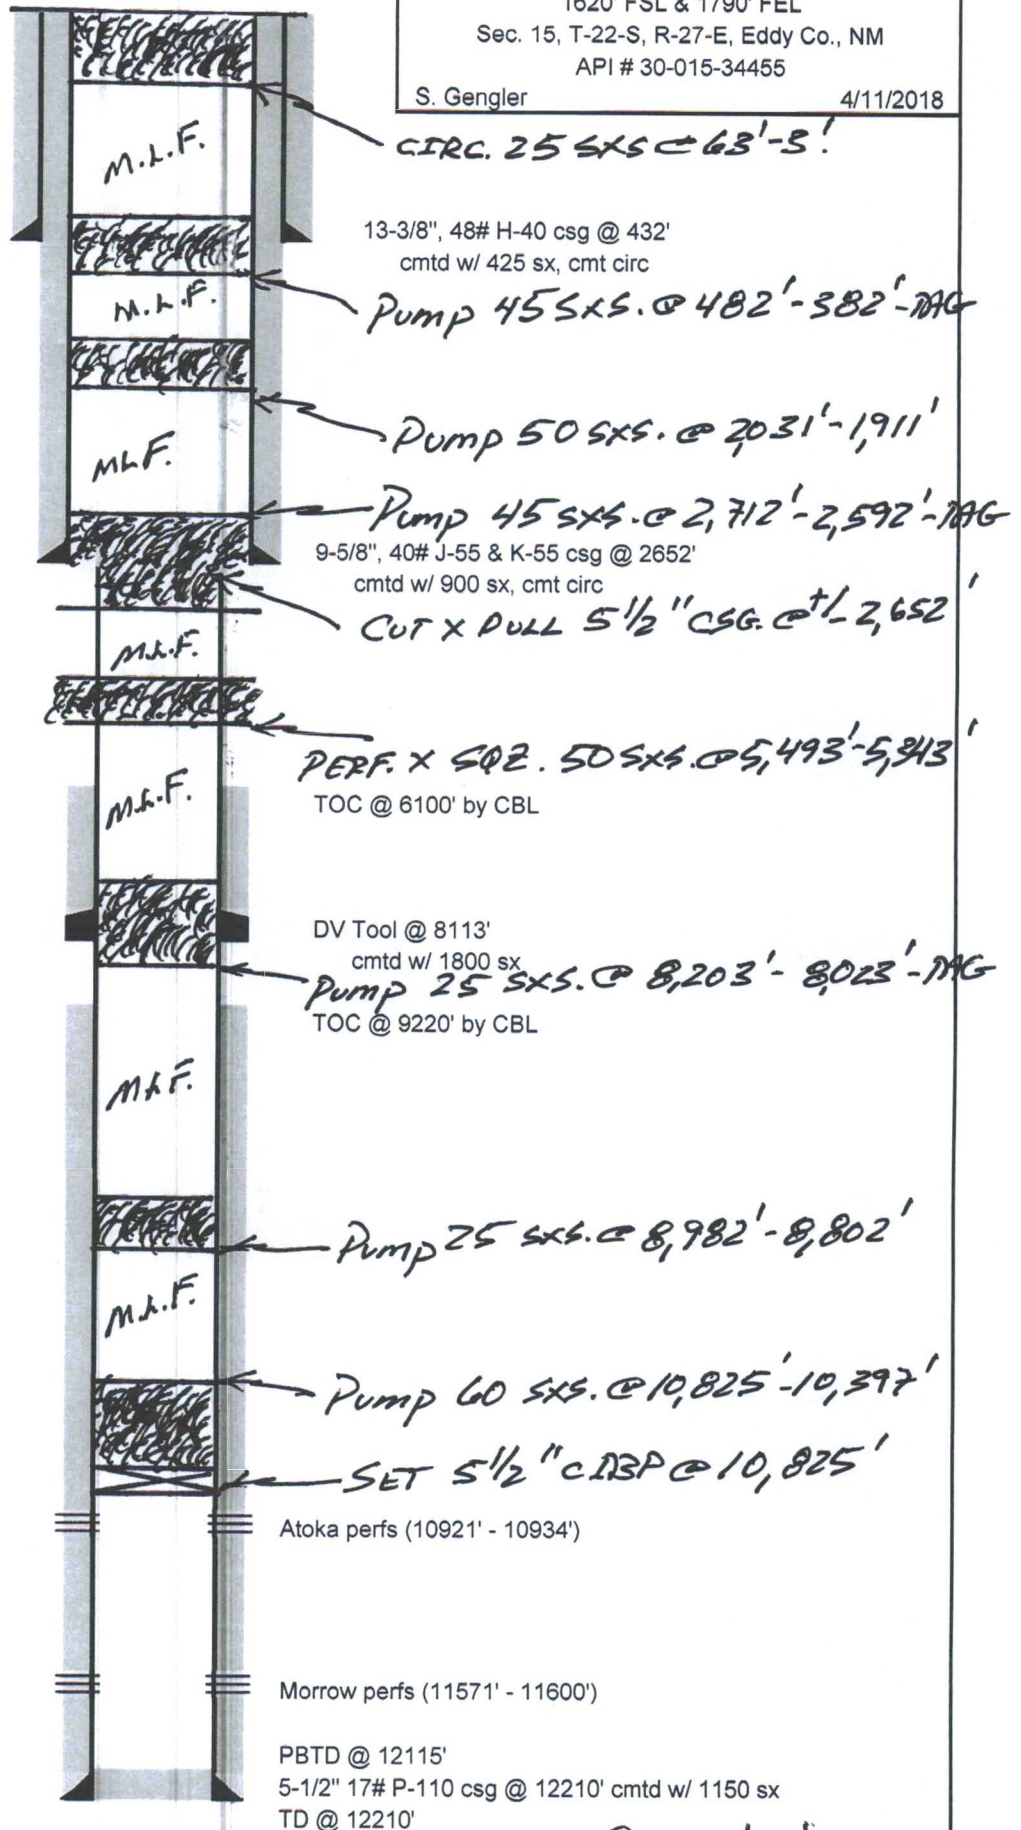 1620' FSL & 1790' FEL
Sec. 15, T-22-S, R-27-E, Eddy Co., NM
API # 30-015-34455
S. Gengler 4/11/2018
CIRC. 25 SXS @ 63'-3'
M.L.F.
13-3/8", 48# H-40 csg @ 432'
cmtd w/ 425 sx, cmt circ
M.L.F.
Pump 45 SXS. @ 482'-382'-TAG
Pump 50 SXS. @ 2,031'-1,911'
MLF.
Pump 45 SXS. @ 2,712'-2,592'-TAG
9-5/8", 40# J-55 & K-55 csg @ 2652'
cmtd w/ 900 sx, cmt circ
CUT X PULL 5 1/2" CSG. @ +/- 2,652'
M.L.F.
PERF. X SQZ. 50 SXS. @ 5,493'-5,343'
M.L.F.
TOC @ 6100' by CBL
DV Tool @ 8113'
cmtd w/ 1800 sx
Pump 25 SXS. @ 8,203'-8,023'-TAG
TOC @ 9220' by CBL
MLF.
Pump 25 SXS. @ 8,982'-8,802'
M.L.F.
Pump 60 SXS. @ 10,825'-10,397'
SET 5 1/2" CIBP @ 10,825'
Atoka perfs (10921' - 10934')
Morrow perfs (11571' - 11600')
PBTD @ 12115'
5-1/2" 17# P-110 csg @ 12210' cmtd w/ 1150 sx
TD @ 12210'